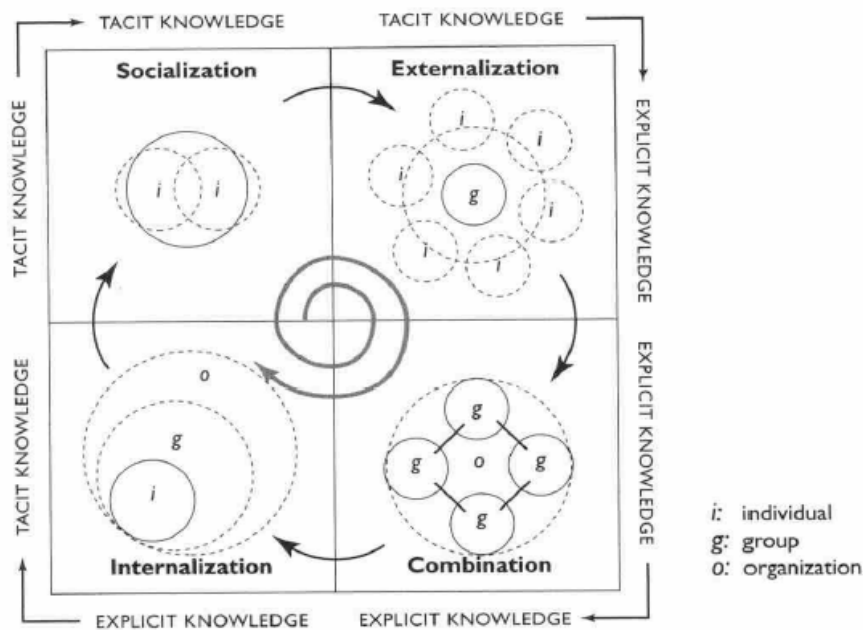 TACIT KNOWLEDGE
TACIT KNOWLEDGE
TACIT KNOWLEDGE
EXPLICIT KNOWLEDGE
Socialization
Externalization
i
i
i
i
i
i
i
i
g
TACIT KNOWLEDGE
EXPLICIT KNOWLEDGE
o
g
i
g
g
o
g
g
Internalization
Combination
EXPLICIT KNOWLEDGE
EXPLICIT KNOWLEDGE
i: individual
g: group
o: organization